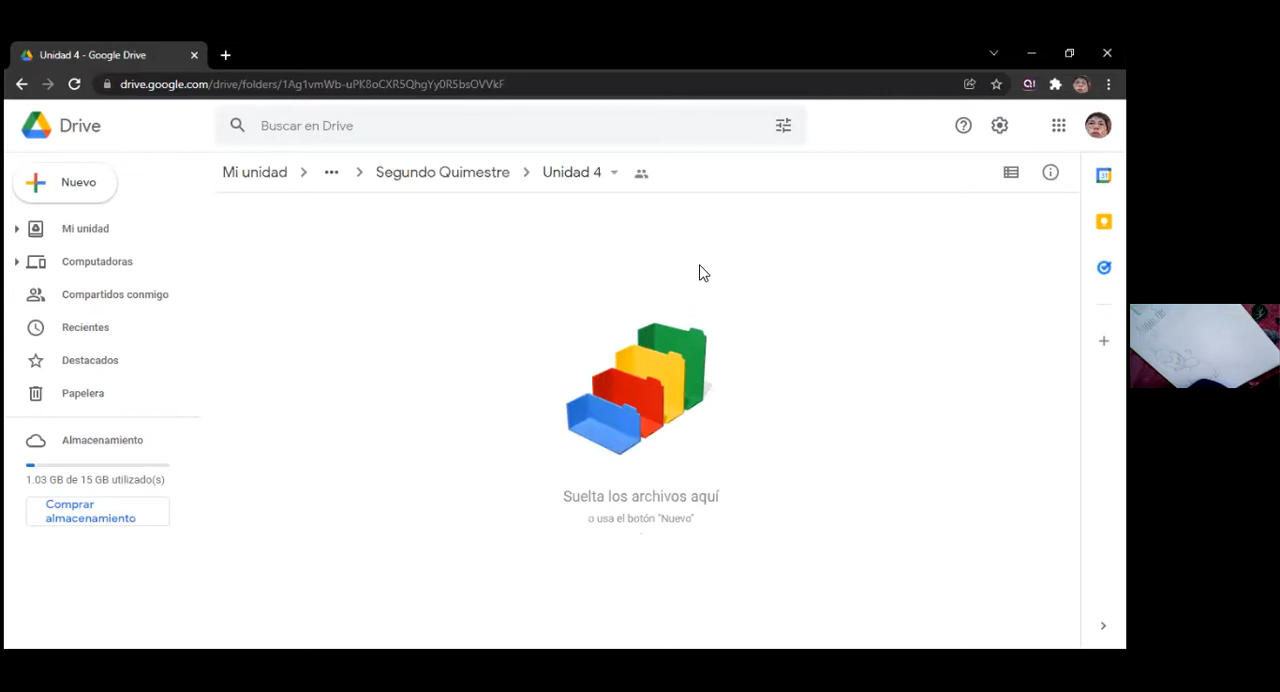 Unidad 4 - Google Drive
drive.google.com/drive/folders/1Ag1vmWb-uPK8oCXR5QhgYy0R5bsOVVkF
Drive
Buscar en Drive
Nuevo
Mi unidad
Segundo Quimestre
Unidad 4
Mi unidad
Computadoras
Compartidos conmigo
Recientes
Destacados
Papelera
Almacenamiento
1.03 GB de 15 GB utilizado(s)
Comprar
almacenamiento
Suelta los archivos aquí
o usa el botón "Nuevo"
31